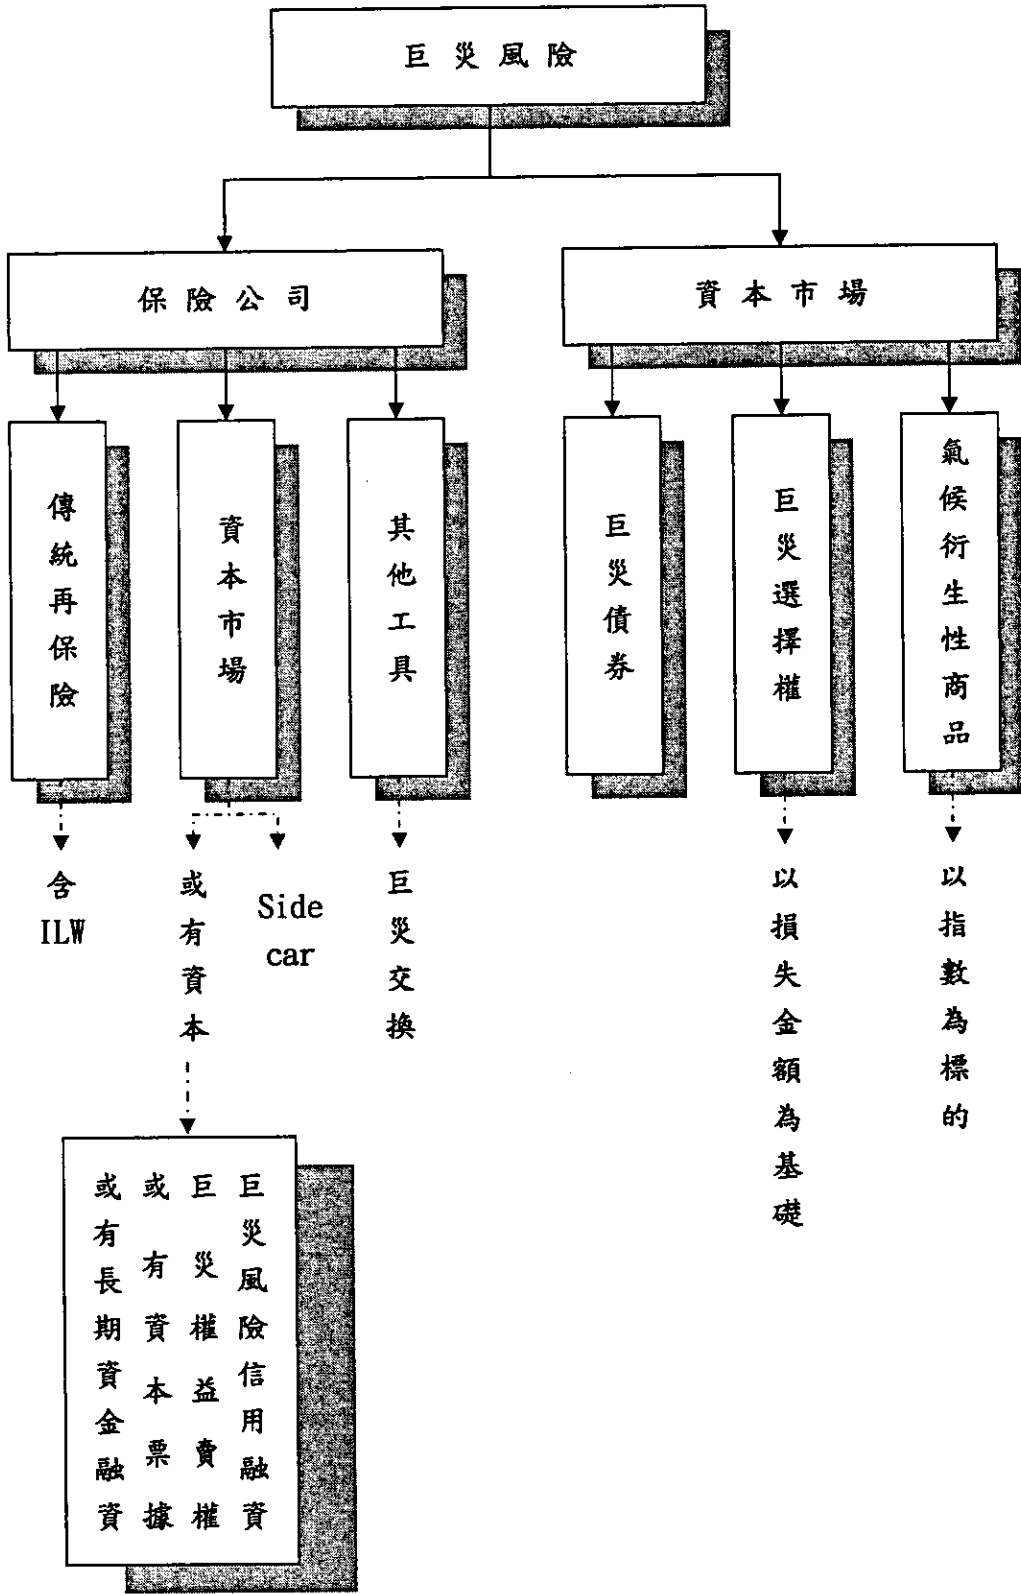 巨災風險
保險公司
資本市場
傳統再保險
資本市場
其他工具
巨災債券
巨災選擇權
氣候衍生性商品
含
ILW
或有資本
Side
car
巨災交換
以損失金額為基礎
以指數為標的
巨災風險信用融資
巨災權益賣權
或有資本票據
或有長期資金融資